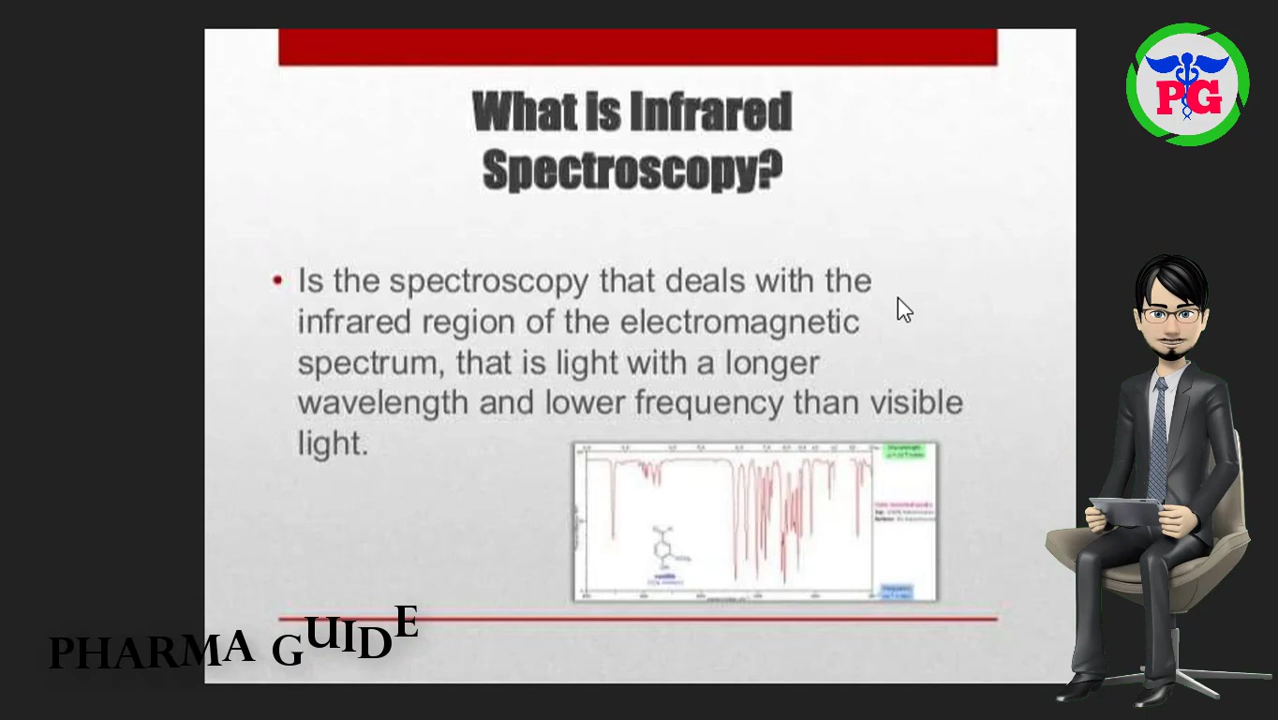 What is Infrared
Spectroscopy?
• Is the spectroscopy that deals with the
infrared region of the electromagnetic
spectrum, that is light with a longer
wavelength and lower frequency than visible
light.
PG
PHARMA GUIDE